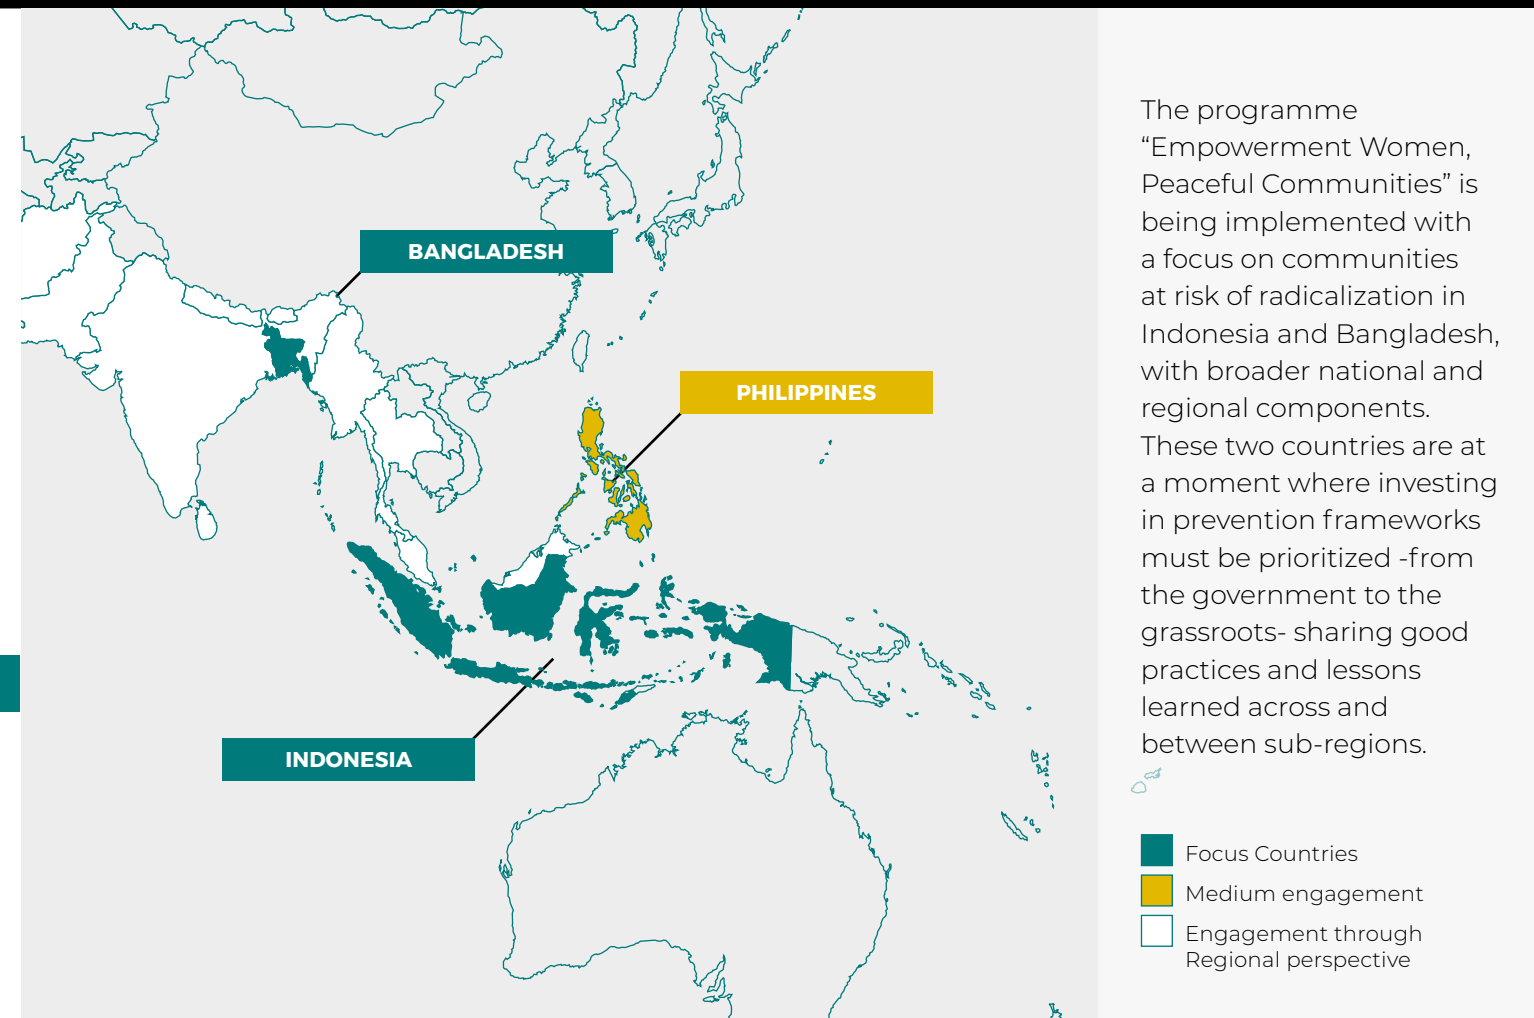 BANGLADESH
PHILIPPINES
INDONESIA
The programme
“Empowerment Women,
Peaceful Communities” is
being implemented with
a focus on communities
at risk of radicalization in
Indonesia and Bangladesh,
with broader national and
regional components.
These two countries are at
a moment where investing
in prevention frameworks
must be prioritized -from
the government to the
grassroots- sharing good
practices and lessons
learned across and
between sub-regions.
Focus Countries
Medium engagement
Engagement through
Regional perspective